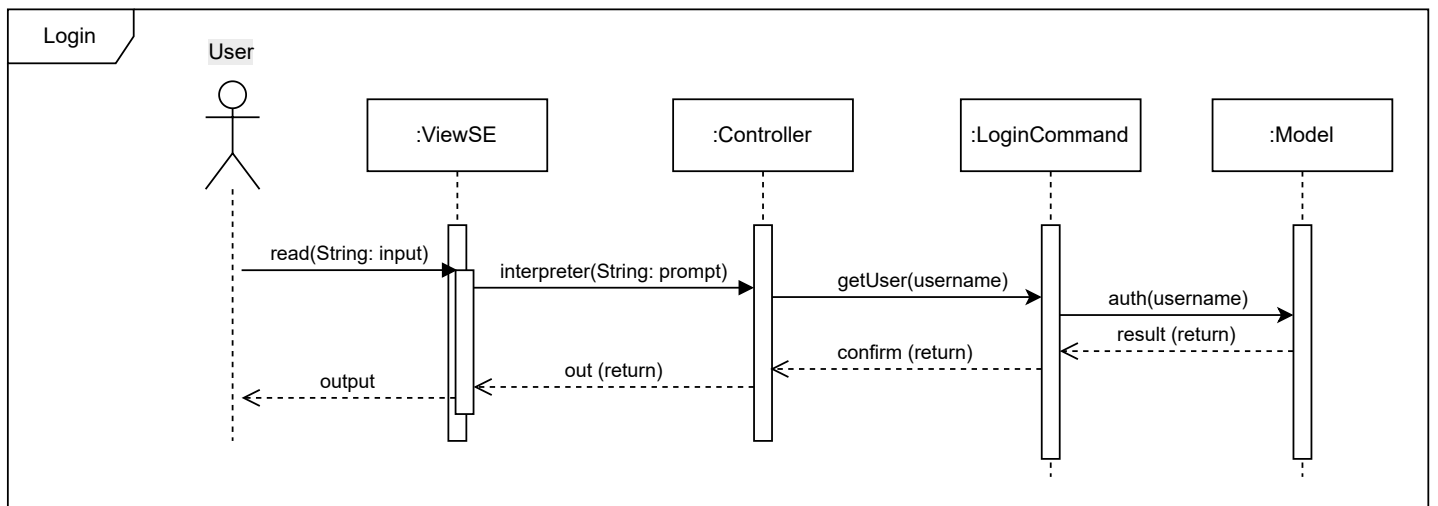 Login
User
:ViewSE
:Controller
:LoginCommand
:Model
read(String: input)
interpreter(String: prompt)
getUser(username)
auth(username)
result (return)
confirm (return)
out (return)
output